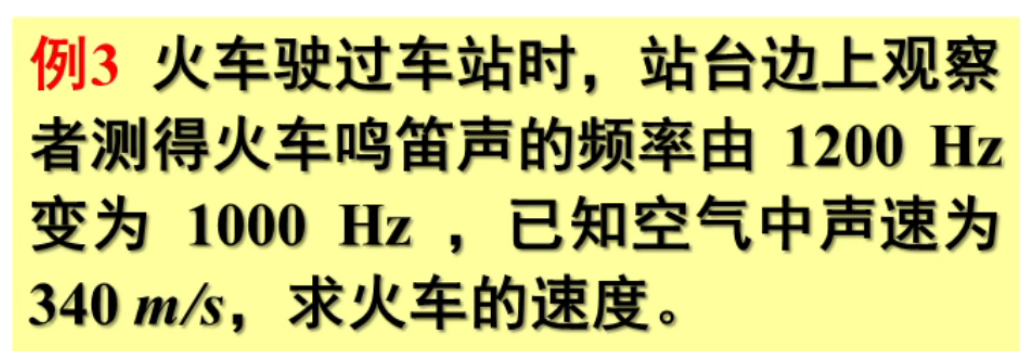 例3 火车驶过车站时，站台边上观察
者测得火车鸣笛声的频率由 1200 Hz
变为 1000 Hz ，已知空气中声速为
340 m/s，求火车的速度。